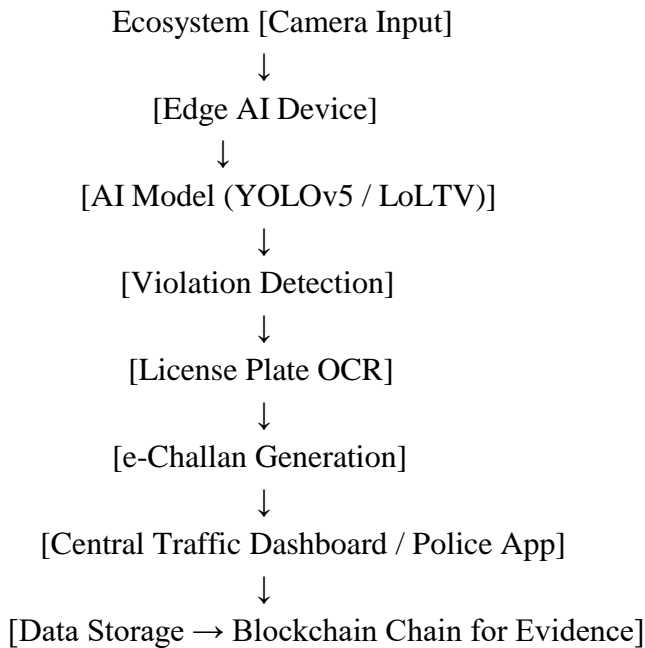 Ecosystem [Camera Input]
↓
[Edge AI Device]
↓
[AI Model (YOLOv5 / LoLTV)]
↓
[Violation Detection]
↓
[License Plate OCR]
↓
[e-Challan Generation]
↓
[Central Traffic Dashboard / Police App]
↓
[Data Storage → Blockchain Chain for Evidence]